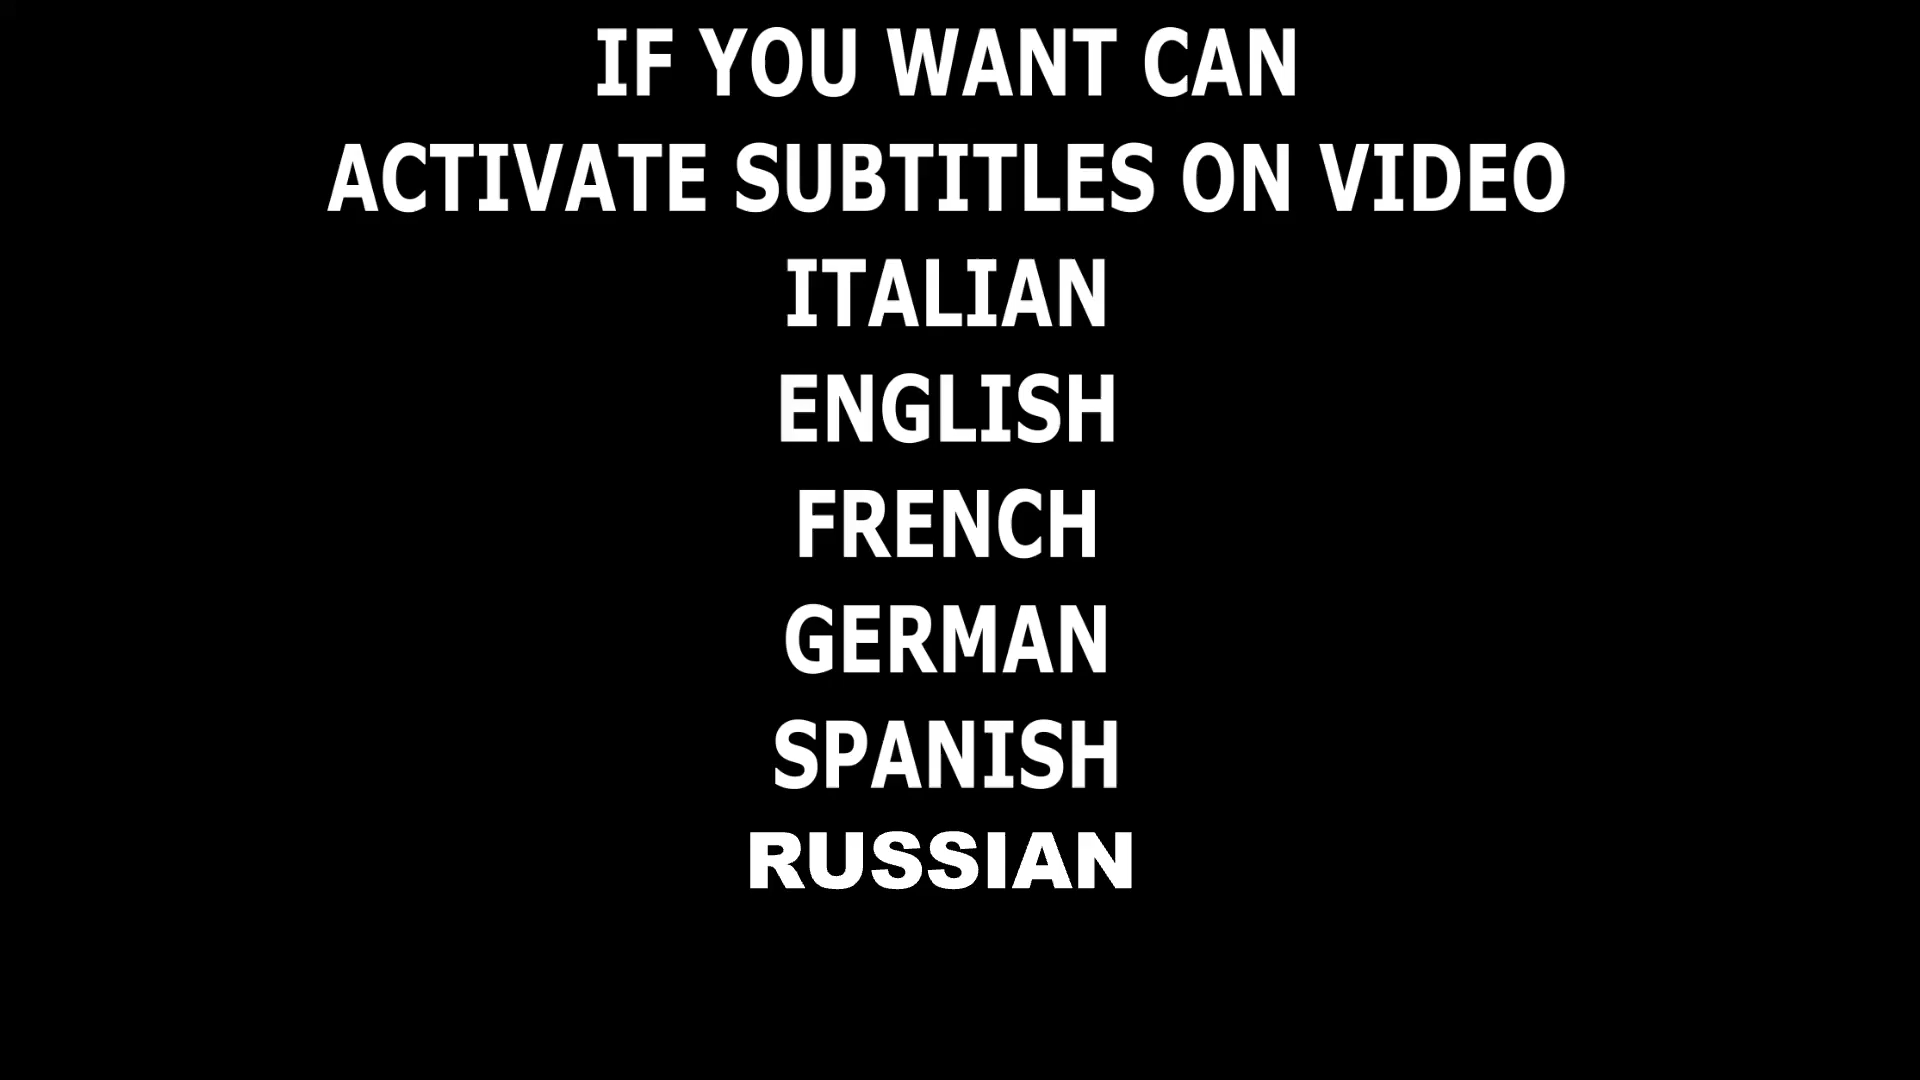 IF YOU WANT CAN
ACTIVATE SUBTITLES ON VIDEO
ITALIAN
ENGLISH
FRENCH
GERMAN
SPANISH
RUSSIAN